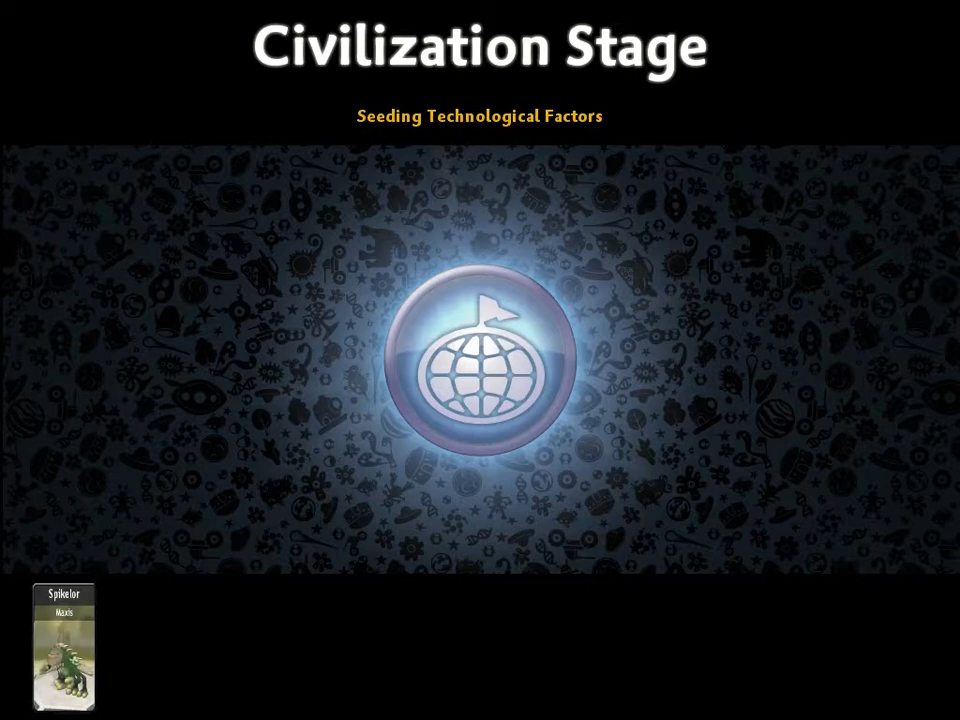 Civilization Stage
Seeding Technological Factors
Spikelor
Maxis